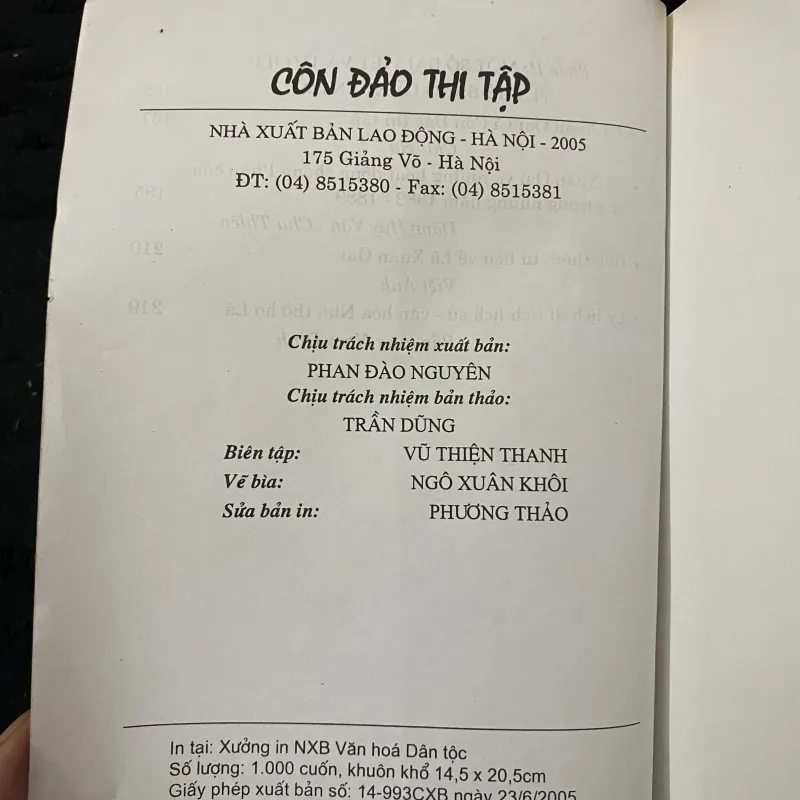 CÔN ĐẢO THI TẬP
NHÀ XUẤT BẢN LAO ĐỘNG - HÀ NỘI - 2005
175 Giảng Võ - Hà Nội
ĐT: (04) 8515380 - Fax: (04) 8515381
Chịu trách nhiệm xuất bản:
PHAN ĐÀO NGUYÊN
Chịu trách nhiệm bản thảo:
TRẦN DŨNG
Biên tập: VŨ THIỆN THANH
Vẽ bìa: NGÔ XUÂN KHÔI
Sửa bản in: PHƯƠNG THẢO
In tại: Xưởng in NXB Văn hoá Dân tộc
Số lượng: 1.000 cuốn, khuôn khổ 14,5 x 20,5cm
Giấy phép xuất bản số: 14-993CXB ngày 23/6/2005